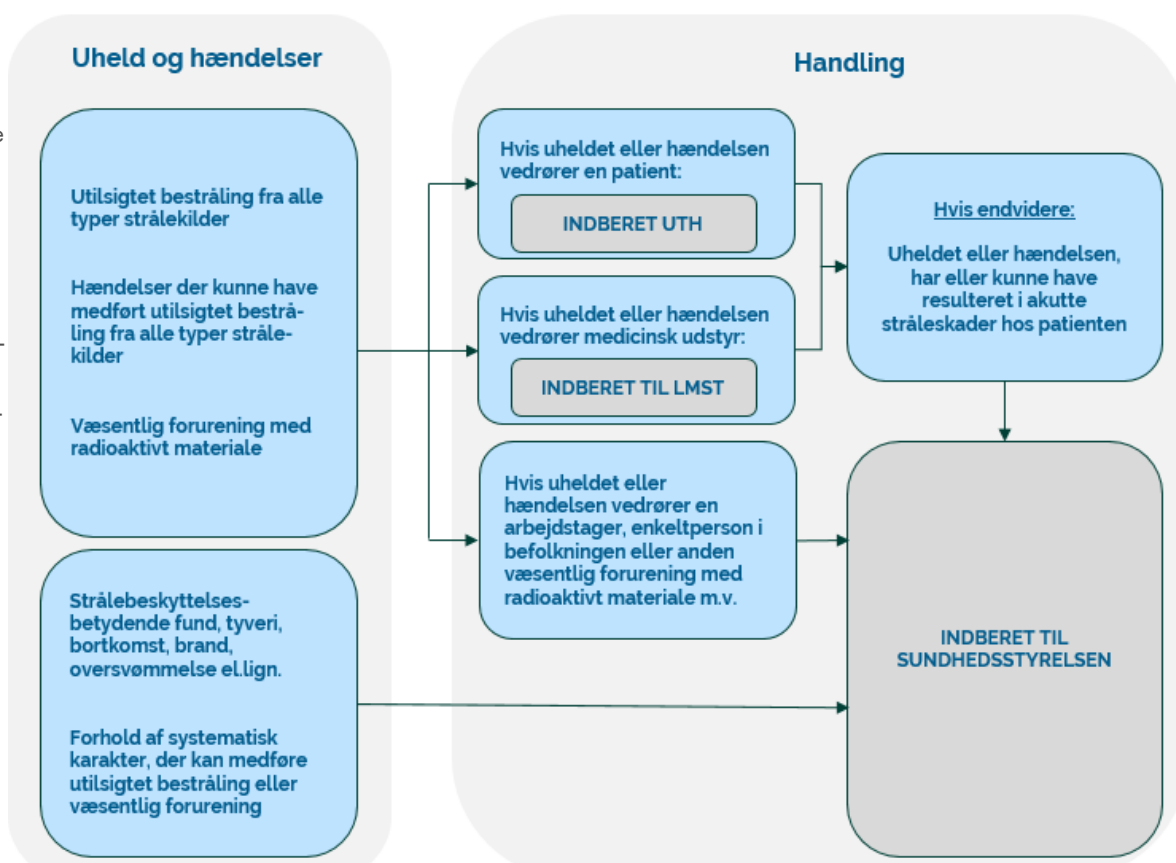 Uheld og hændelser
Utilsigtet bestråling fra alle
typer strålekilder
Hændelser der kunne have
medført utilsigtet bestrå-
ling fra alle typer stråle-
kilder
Væsentlig forurening med
radioaktivt materiale
Strålebeskyttelses-
betydende fund, tyveri,
bortkomst, brand,
oversvømmelse el.lign.
Forhold af systematisk
karakter, der kan medføre
utilsigtet bestråling eller
væsentlig forurening
Handling
Hvis uheldet eller hændelsen
vedrører en patient:
INDBERET UTH
Hvis uheldet eller hændelsen
vedrører medicinsk udstyr:
INDBERET TIL LMST
Hvis uheldet eller
hændelsen vedrører en
arbejdstager, enkeltperson i
befolkningen eller anden
væsentlig forurening med
radioaktivt materiale m.v.
Hvis endvidere:
Uheldet eller hændelsen,
har eller kunne have
resulteret i akutte
stråleskader hos patienten
INDBERET TIL
SUNDHEDSSTYRELSEN